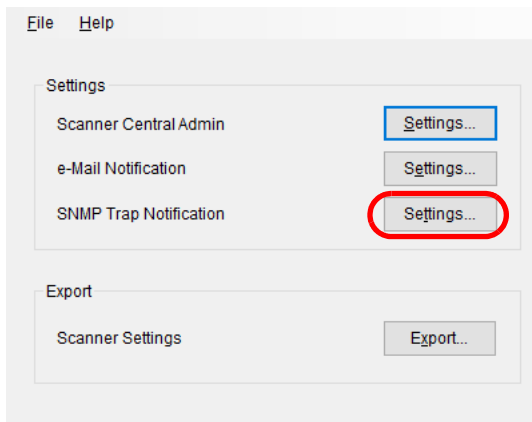 File Help
Settings
Scanner Central Admin Settings...
e-Mail Notification Settings...
SNMP Trap Notification Settings...
Export
Scanner Settings Export...